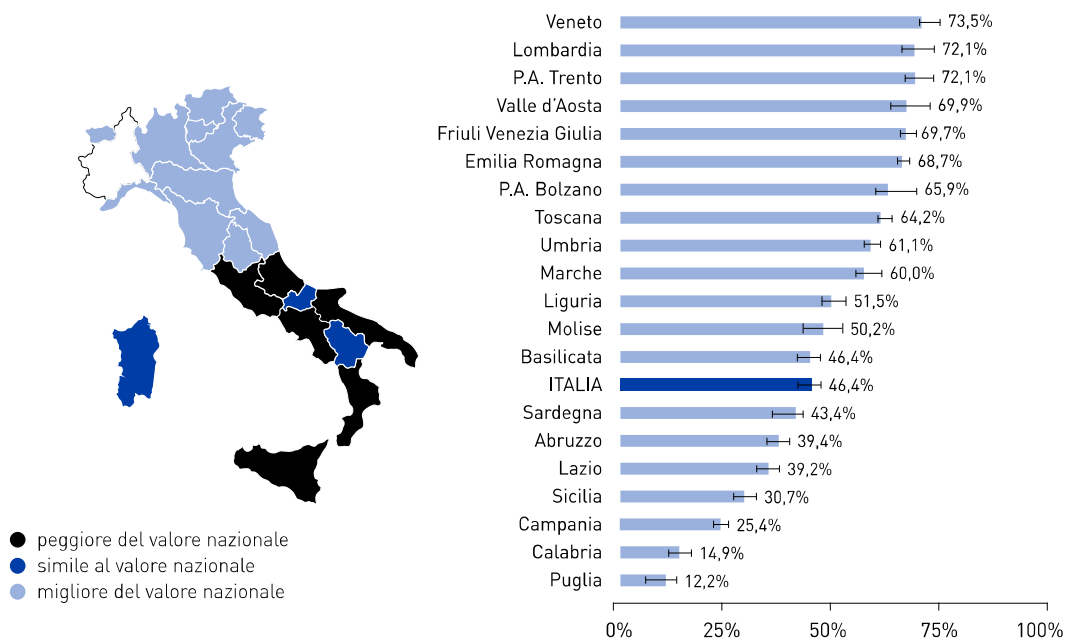 Veneto 73,5%
Lombardia 72,1%
P.A. Trento 72,1%
Valle d'Aosta 69,9%
Friuli Venezia Giulia 69,7%
Emilia Romagna 68,7%
P.A. Bolzano 65,9%
Toscana 64,2%
Umbria 61,1%
Marche 60,0%
Liguria 51,5%
Molise 50,2%
Basilicata 46,4%
ITALIA 46,4%
Sardegna 43,4%
Abruzzo 39,4%
Lazio 39,2%
Sicilia 30,7%
Campania 25,4%
Calabria 14,9%
Puglia 12,2%
0% 25% 50% 75% 100%
peggiore del valore nazionale
simile al valore nazionale
migliore del valore nazionale